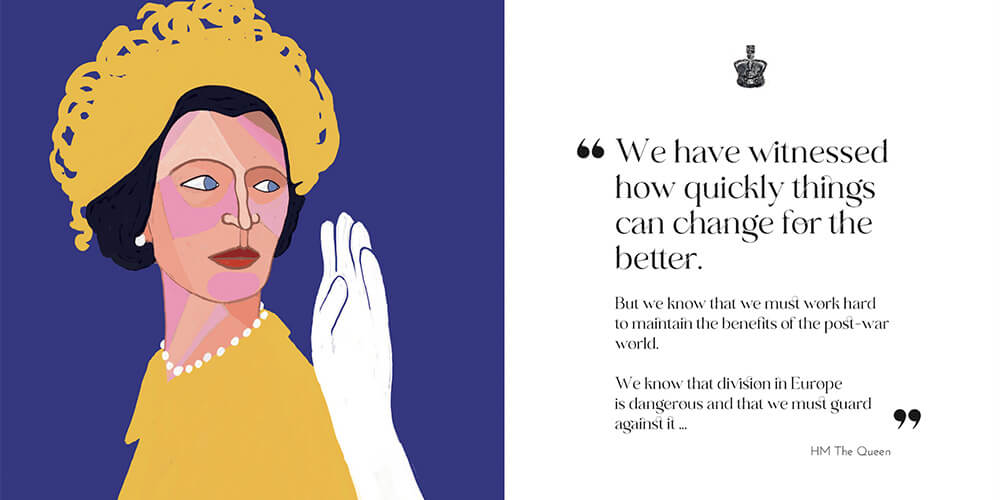 “ We have witnessed
how quickly things
can change for the
better.
But we know that we must work hard
to maintain the benefits of the post-war
world.
We know that division in Europe
is dangerous and that we must guard
against it ... ”
HM The Queen